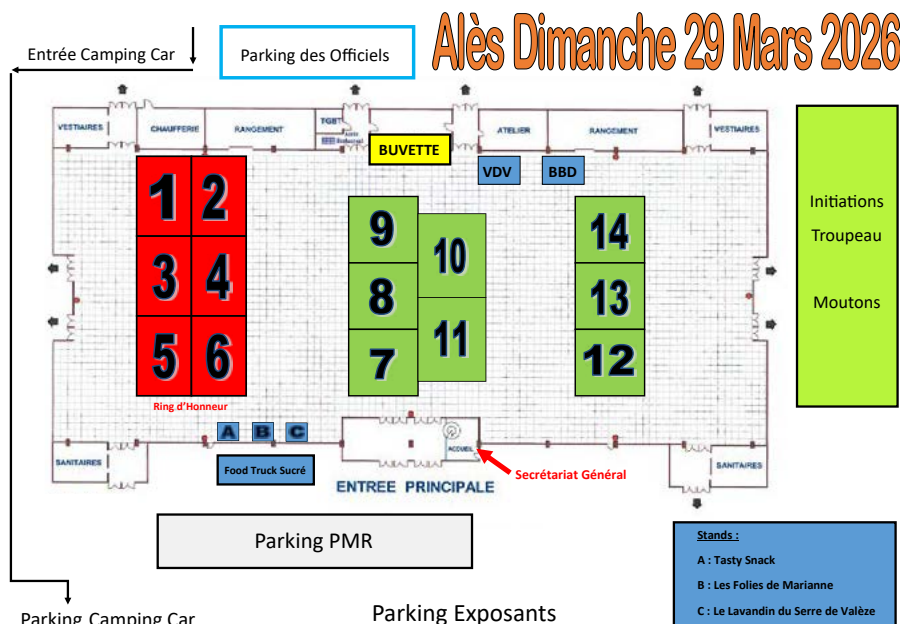 Alès Dimanche 29 Mars 2026
Entrée Camping Car
Parking des Officiels
VESTIAIRES
CHAUFFERIE
RANGEMENT
TGBT
BUVETTE
ATELIER
RANGEMENT
VESTIAIRES
VDV
BBD
1
2
3
4
5
6
Ring d'Honneur
9
8
7
10
11
14
13
12
Initiations
Troupeau
Moutons
A
B
C
Food Truck Sucré
SANITAIRES
ACCUEIL
Secrétariat Général
SANITAIRES
ENTREE PRINCIPALE
Parking PMR
Stands :
A : Tasty Snack
B : Les Folies de Marianne
C : Le Lavandin du Serre de Valèze
Parking Camping Car
Parking Exposants